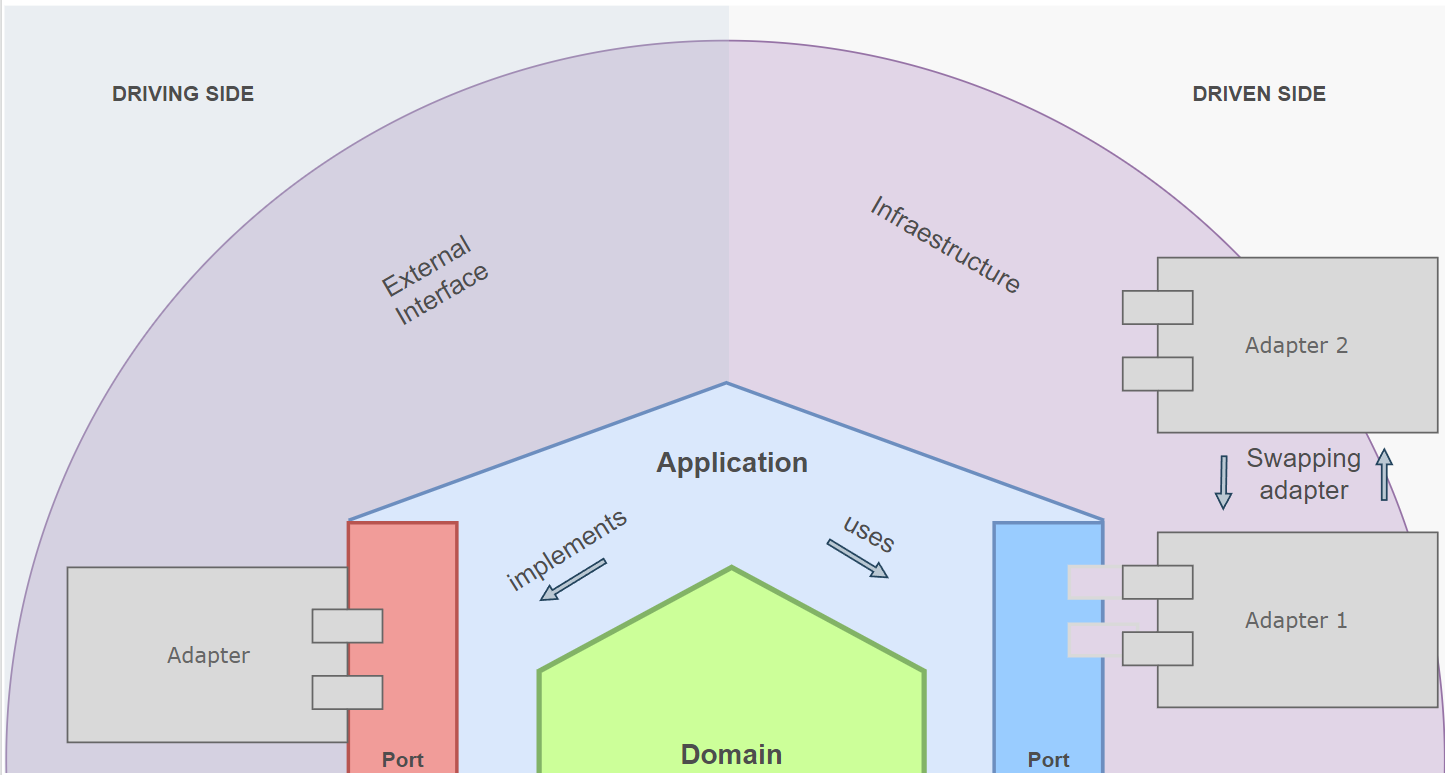 DRIVING SIDE
DRIVEN SIDE
External
Interface
Infraestructure
Adapter 2
Swapping
adapter
Application
implements
uses
Adapter 1
Adapter
Domain
Port
Port